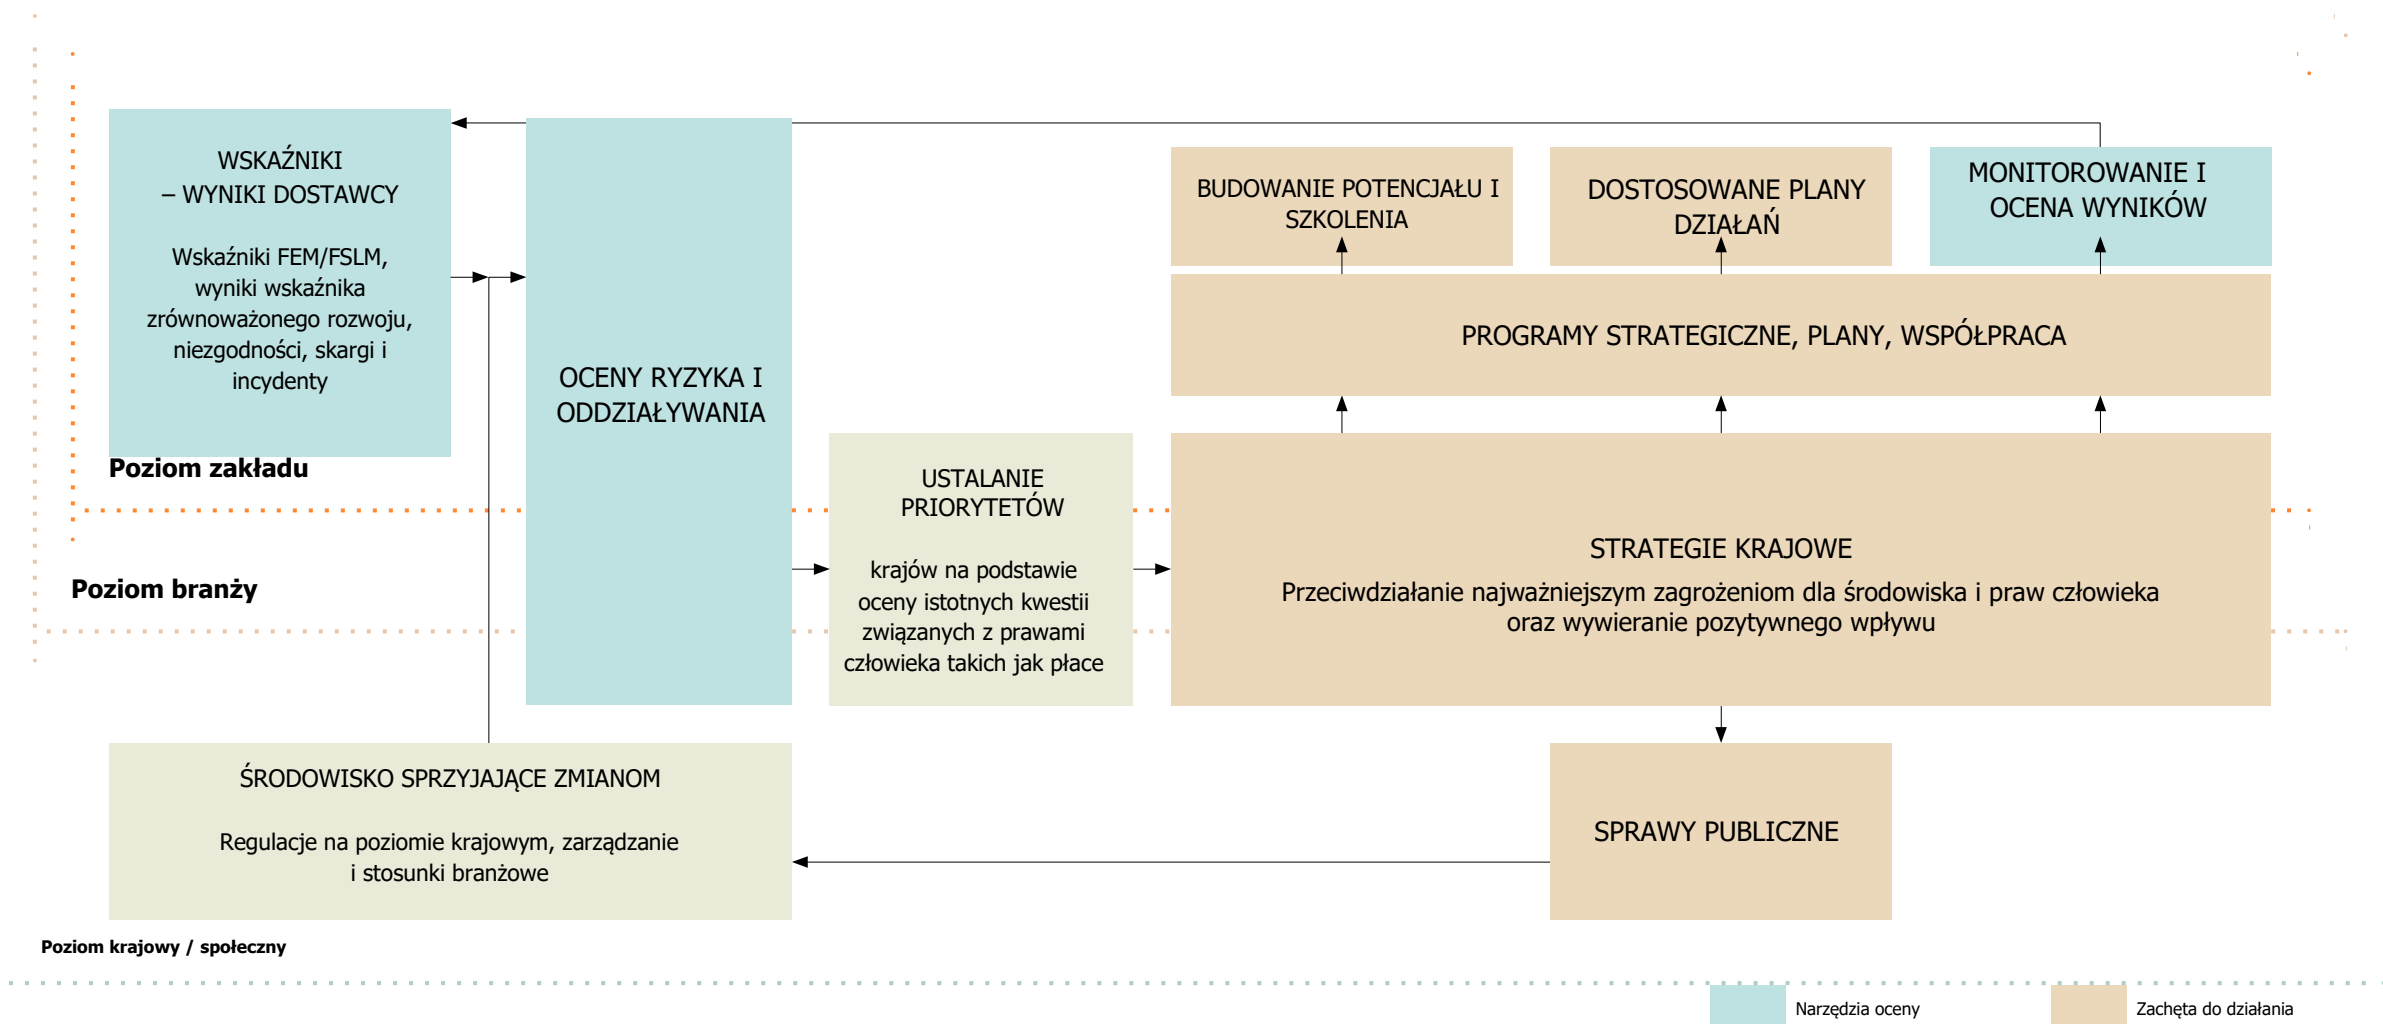 WSKAŹNIKI
– WYNIKI DOSTAWCY
Wskaźniki FEM/FSLM,
wyniki wskaźnika
zrównoważonego rozwoju,
niezgodności, skargi i
incydenty
Poziom zakładu
Poziom branży
OCENY RYZYKA I
ODDZIAŁYWANIA
USTALANIE
PRIORYTETÓW
krajów na podstawie
oceny istotnych kwestii
związanych z prawami
człowieka takich jak płace
BUDOWANIE POTENCJAŁU I
SZKOLENIA
DOSTOSOWANE PLANY
DZIAŁAŃ
MONITOROWANIE I
OCENA WYNIKÓW
PROGRAMY STRATEGICZNE, PLANY, WSPÓŁPRACA
STRATEGIE KRAJOWE
Przeciwdziałanie najważniejszym zagrożeniom dla środowiska i praw człowieka
oraz wywieranie pozytywnego wpływu
ŚRODOWISKO SPRZYJAJĄCE ZMIANOM
Regulacje na poziomie krajowym, zarządzanie
i stosunki branżowe
SPRAWY PUBLICZNE
Poziom krajowy / społeczny
Narzędzia oceny
Zachęta do działania